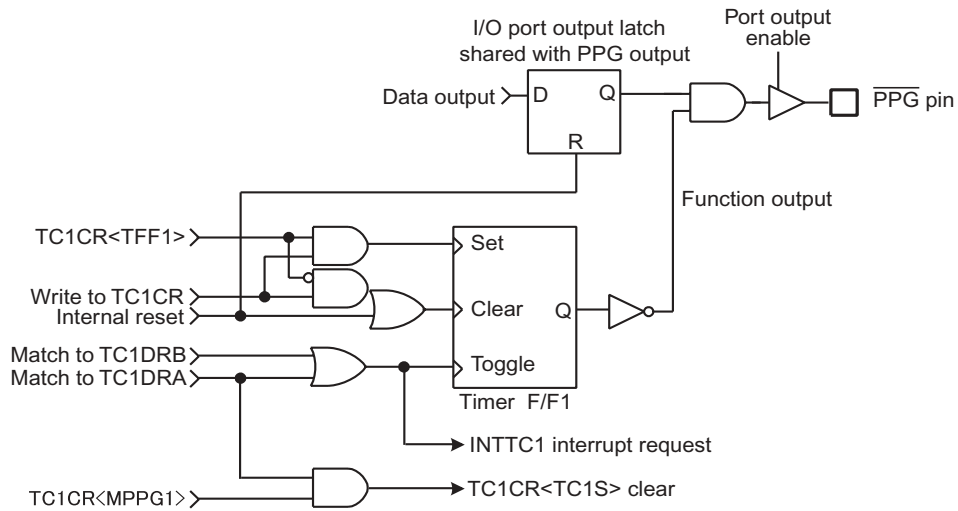 I/O port output latch
shared with PPG output
Port output
enable
Data output
D
Q
R
PPG pin
Function output
TC1CR<TFF1>
Set
Write to TC1CR
Internal reset
Clear
Q
Match to TC1DRB
Match to TC1DRA
Toggle
Timer F/F1
INTTC1 interrupt request
TC1CR<TC1S> clear
TC1CR<MPPG1>